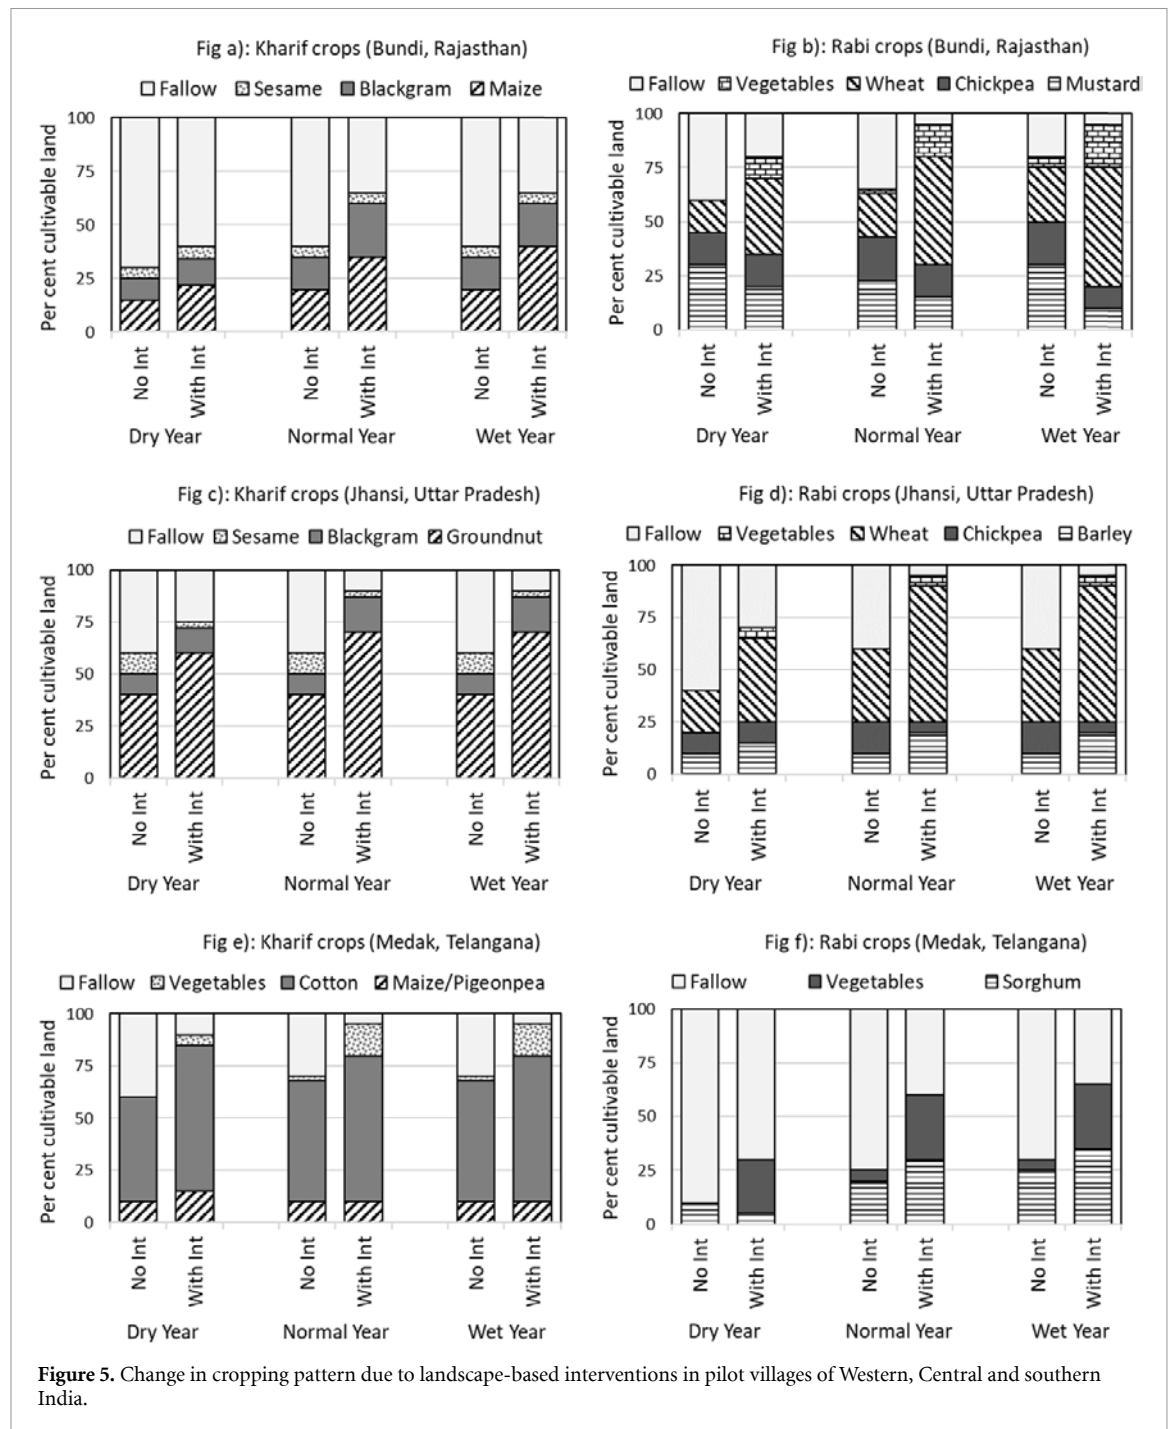 Fig a): Kharif crops (Bundi, Rajasthan)
Fallow Sesame Blackgram Maize
Per cent cultivable land
100
75
50
25
0
No Int With Int No Int With Int No Int With Int
Dry Year Normal Year Wet Year
Fig b): Rabi crops (Bundi, Rajasthan)
Fallow Vegetables Wheat Chickpea Mustard
Per cent cultivable land
100
75
50
25
0
No Int With Int No Int With Int No Int With Int
Dry Year Normal Year Wet Year
Fig c): Kharif crops (Jhansi, Uttar Pradesh)
Fallow Sesame Blackgram Groundnut
Per cent cultivable land
100
75
50
25
0
No Int With Int No Int With Int No Int With Int
Dry Year Normal Year Wet Year
Fig d): Rabi crops (Jhansi, Uttar Pradesh)
Fallow Vegetables Wheat Chickpea Barley
Per cent cultivable land
100
75
50
25
0
No Int With Int No Int With Int No Int With Int
Dry Year Normal Year Wet Year
Fig e): Kharif crops (Medak, Telangana)
Fallow Vegetables Cotton Maize/Pigeonpea
Per cent cultivable land
100
75
50
25
0
No Int With Int No Int With Int No Int With Int
Dry Year Normal Year Wet Year
Fig f): Rabi crops (Medak, Telangana)
Fallow Vegetables Sorghum
Per cent cultivable land
100
75
50
25
0
No Int With Int No Int With Int No Int With Int
Dry Year Normal Year Wet Year
Figure 5. Change in cropping pattern due to landscape-based interventions in pilot villages of Western, Central and southern
India.